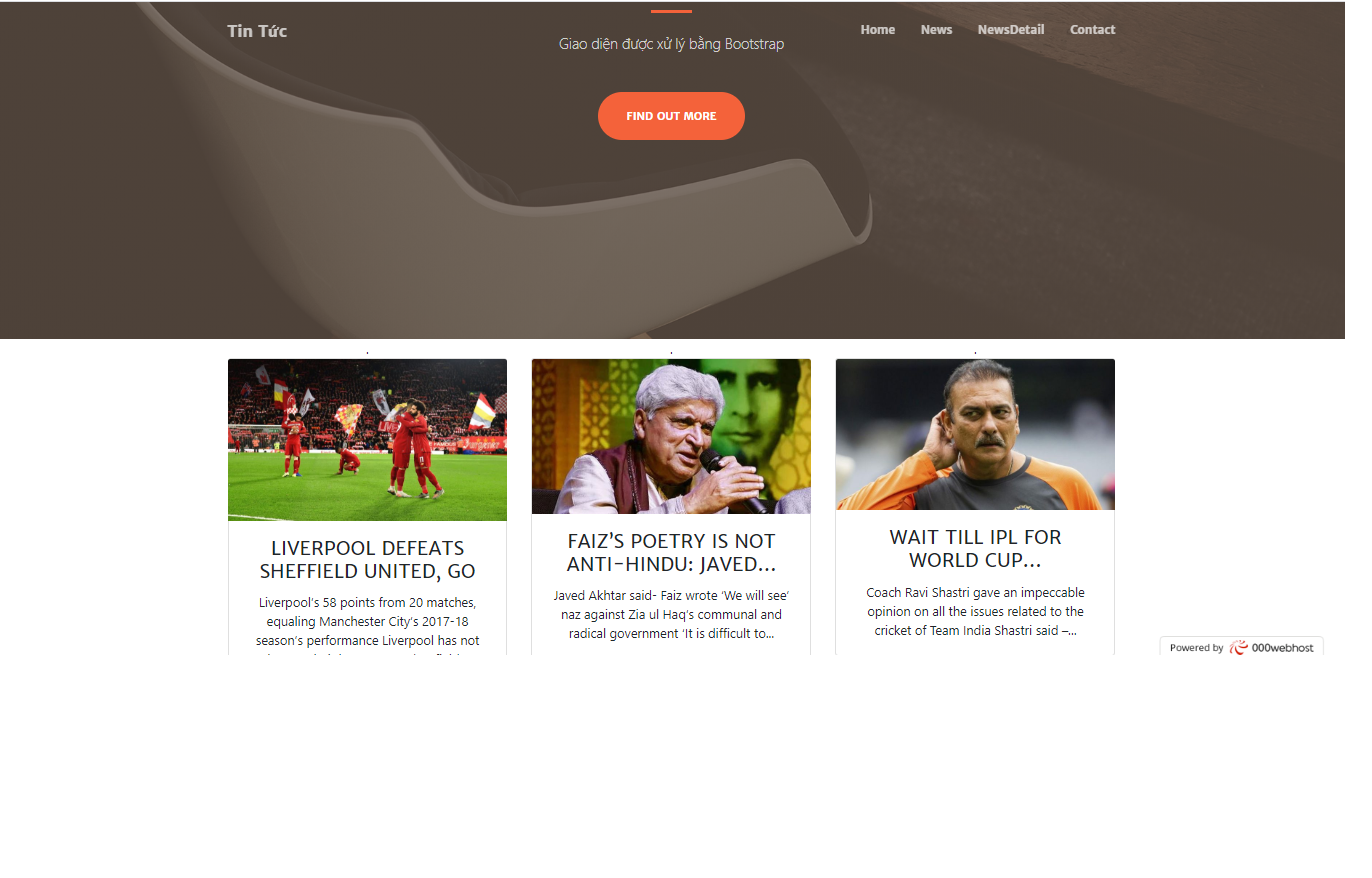 Tin Tức
Home
News
NewsDetail
Contact
Giao diện được xử lý bằng Bootstrap
FIND OUT MORE
LIVERPOOL DEFEATS
SHEFFIELD UNITED, GO
Liverpool's 58 points from 20 matches,
equaling Manchester City's 2017-18
season's performance Liverpool has not
FAIZ’S POETRY IS NOT
ANTI-HINDU: JAVED...
Javed Akhtar said- Faiz wrote ‘We will see’
naz against Zia ul Haq's communal and
radical government ‘It is difficult to...
WAIT TILL IPL FOR
WORLD CUP...
Coach Ravi Shastri gave an impeccable
opinion on all the issues related to the
cricket of Team India Shastri said –...
Powered by 000webhost